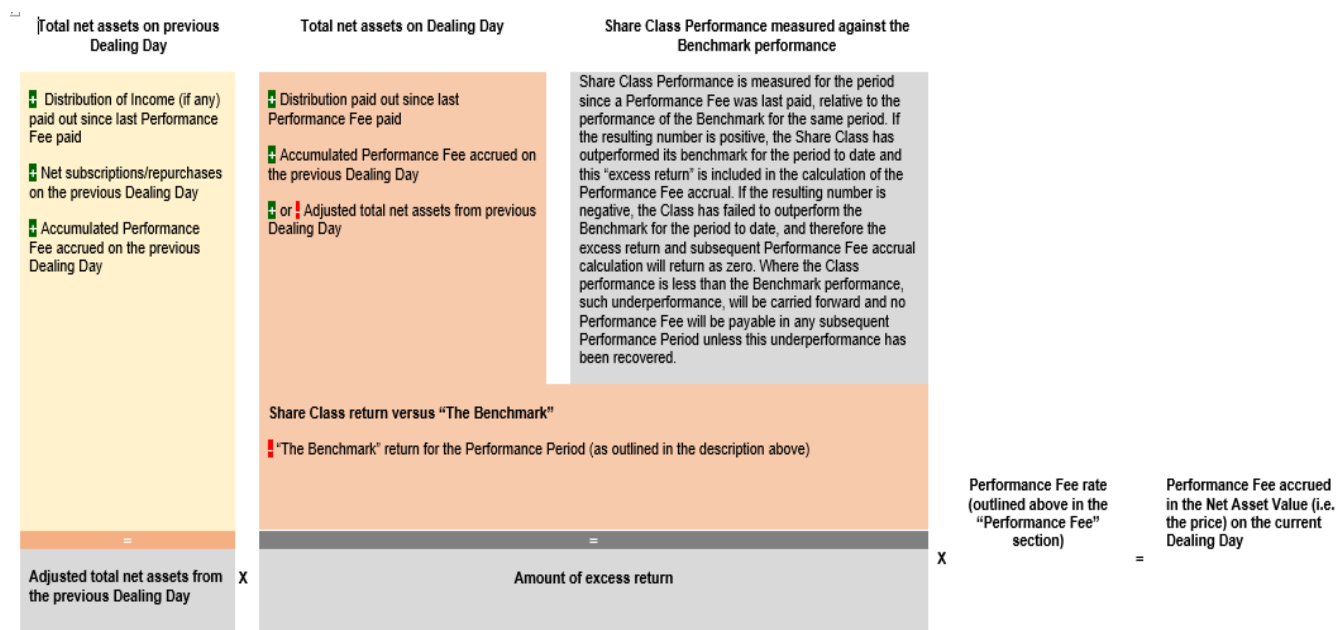 Total net assets on previous
Dealing Day
Total net assets on Dealing Day
Share Class Performance measured against the
Benchmark performance
+ Distribution of Income (if any)
paid out since last Performance
Fee paid
+ Net subscriptions/repurchases
on the previous Dealing Day
+ Accumulated Performance
Fee accrued on the previous
Dealing Day
+ Distribution paid out since last
Performance Fee paid
+ Accumulated Performance Fee accrued on
the previous Dealing Day
+ or - Adjusted total net assets from previous
Dealing Day
Share Class Performance is measured for the period
since a Performance Fee was last paid, relative to the
performance of the Benchmark for the same period. If
the resulting number is positive, the Share Class has
outperformed its benchmark for the period to date and
this “excess return” is included in the calculation of the
Performance Fee accrual. If the resulting number is
negative, the Class has failed to outperform the
Benchmark for the period to date, and therefore the
excess return and subsequent Performance Fee accrual
calculation will return as zero. Where the Class
performance is less than the Benchmark performance,
such underperformance, will be carried forward and no
Performance Fee will be payable in any subsequent
Performance Period unless this underperformance has
been recovered.
Share Class return versus “The Benchmark”
- “The Benchmark” return for the Performance Period (as outlined in the description above)
=
=
Adjusted total net assets from
the previous Dealing Day
X
Amount of excess return
X
Performance Fee rate
(outlined above in the
“Performance Fee”
section)
=
Performance Fee accrued
in the Net Asset Value (i.e.
the price) on the current
Dealing Day